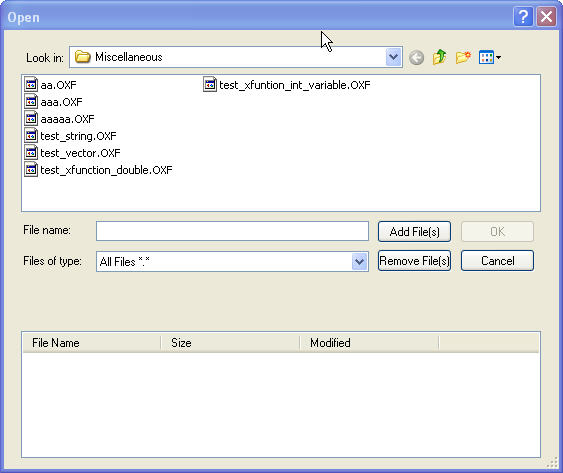 Open
Look in: Miscellaneous
aa.OXF test_xfuntion_int_variable.OXF
aaa.OXF
aaaaa.OXF
test_string.OXF
test_vector.OXF
test_xfunction_double.OXF
File name: Add File(s) OK
Files of type: All Files *.* Remove File(s) Cancel
File Name Size Modified